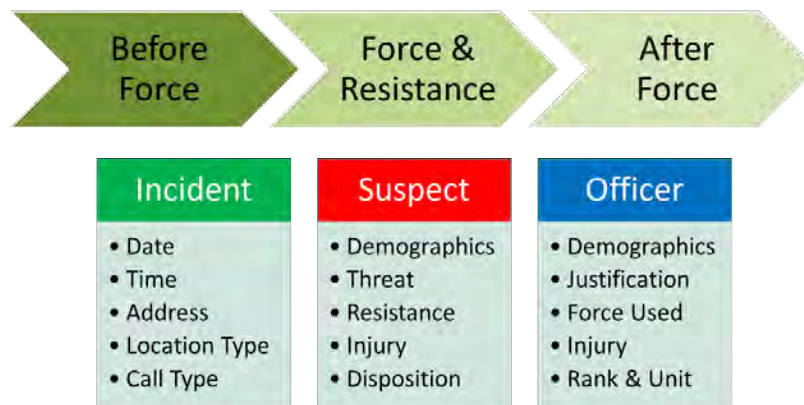 Before
Force
Force &
Resistance
After
Force
Incident
• Date
• Time
• Address
• Location Type
• Call Type
Suspect
• Demographics
• Threat
• Resistance
• Injury
• Disposition
Officer
• Demographics
• Justification
• Force Used
• Injury
• Rank & Unit